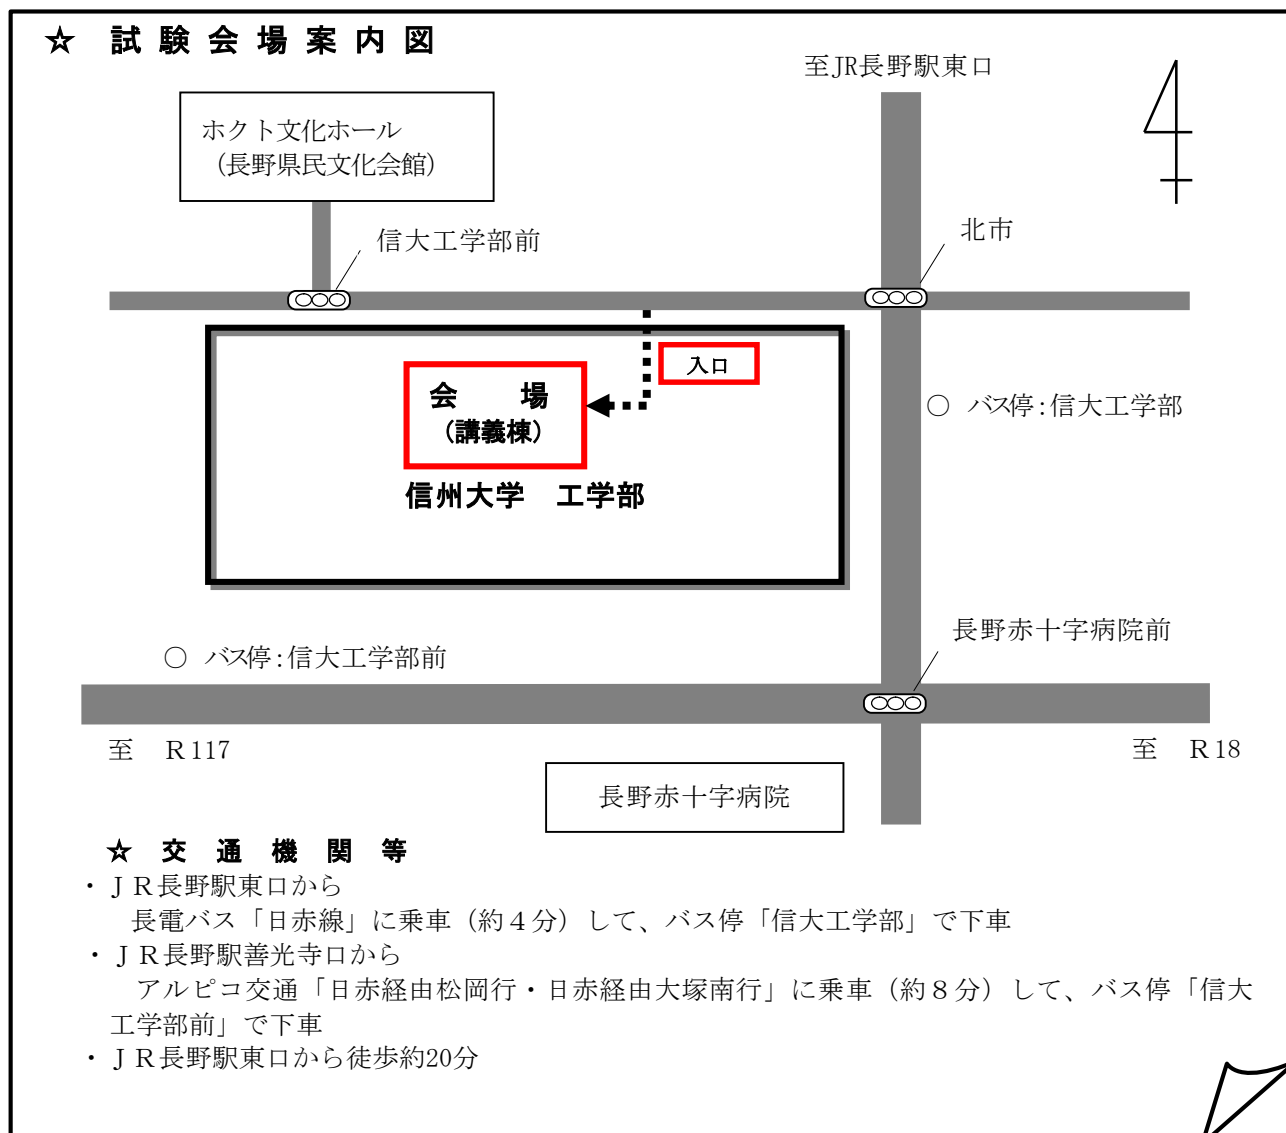 ☆　試験会場案内図
至JR長野駅東口
ホクト文化ホール
（長野県民文化会館）
信大工学部前
北市
入口
会　　場
（講義棟）
○ バス停:信大工学部
信州大学　工学部
長野赤十字病院前
○ バス停:信大工学部前
至　Ｒ117
至　Ｒ18
長野赤十字病院
☆　交　通　機　関　等
・ＪＲ長野駅東口から
長電バス「日赤線」に乗車（約４分）して、バス停「信大工学部」で下車
・ＪＲ長野駅善光寺口から
アルピコ交通「日赤経由松岡行・日赤経由大塚南行」に乗車（約８分）して、バス停「信大
工学部前」で下車
・ＪＲ長野駅東口から徒歩約20分